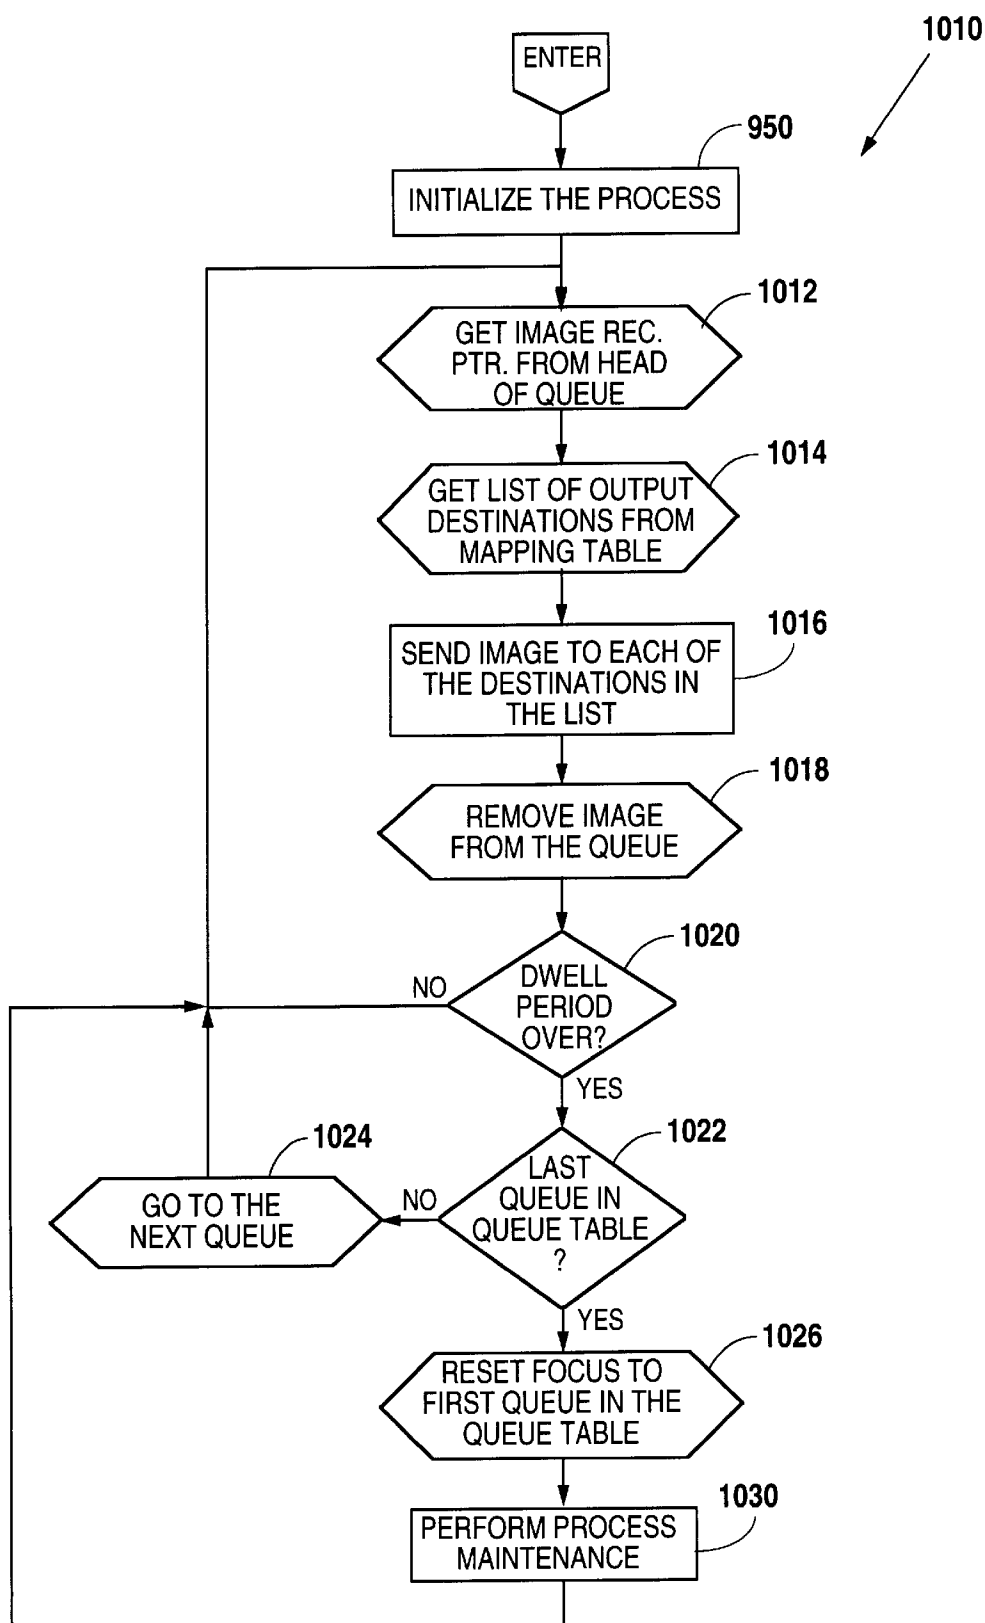 1010
ENTER
950
INITIALIZE THE PROCESS
1012
GET IMAGE REC.
PTR. FROM HEAD
OF QUEUE
1014
GET LIST OF OUTPUT
DESTINATIONS FROM
MAPPING TABLE
1016
SEND IMAGE TO EACH OF
THE DESTINATIONS IN
THE LIST
1018
REMOVE IMAGE
FROM THE QUEUE
1020
DWELL
PERIOD
OVER?
NO
YES
1022
LAST
QUEUE IN
QUEUE TABLE
?
NO
1024
GO TO THE
NEXT QUEUE
YES
1026
RESET FOCUS TO
FIRST QUEUE IN THE
QUEUE TABLE
1030
PERFORM PROCESS
MAINTENANCE